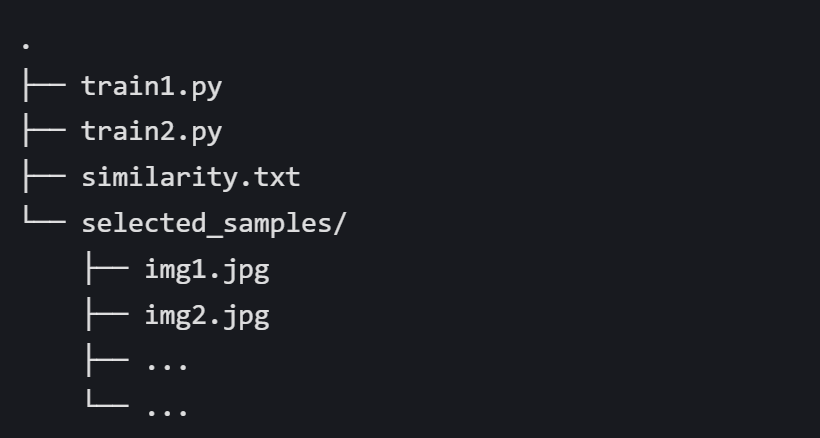 .
├── train1.py
├── train2.py
├── similarity.txt
└── selected_samples/
    ├── img1.jpg
    ├── img2.jpg
    ├── ...
    └── ...